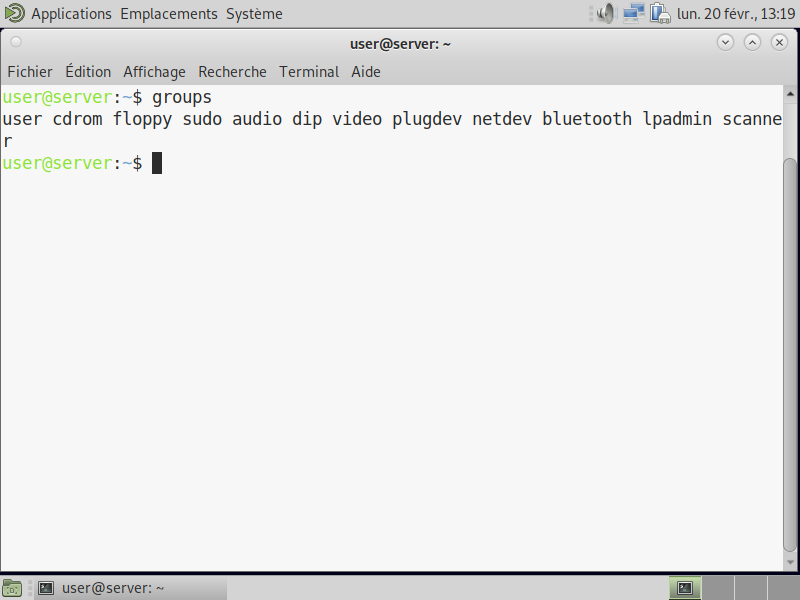 Applications Emplacements Système lun. 20 févr., 13:19
user@server: ~
Fichier Édition Affichage Recherche Terminal Aide
user@server:~$ groups
user cdrom floppy sudo audio dip video plugdev netdev bluetooth lpadmin scanne
r
user@server:~$
user@server: ~